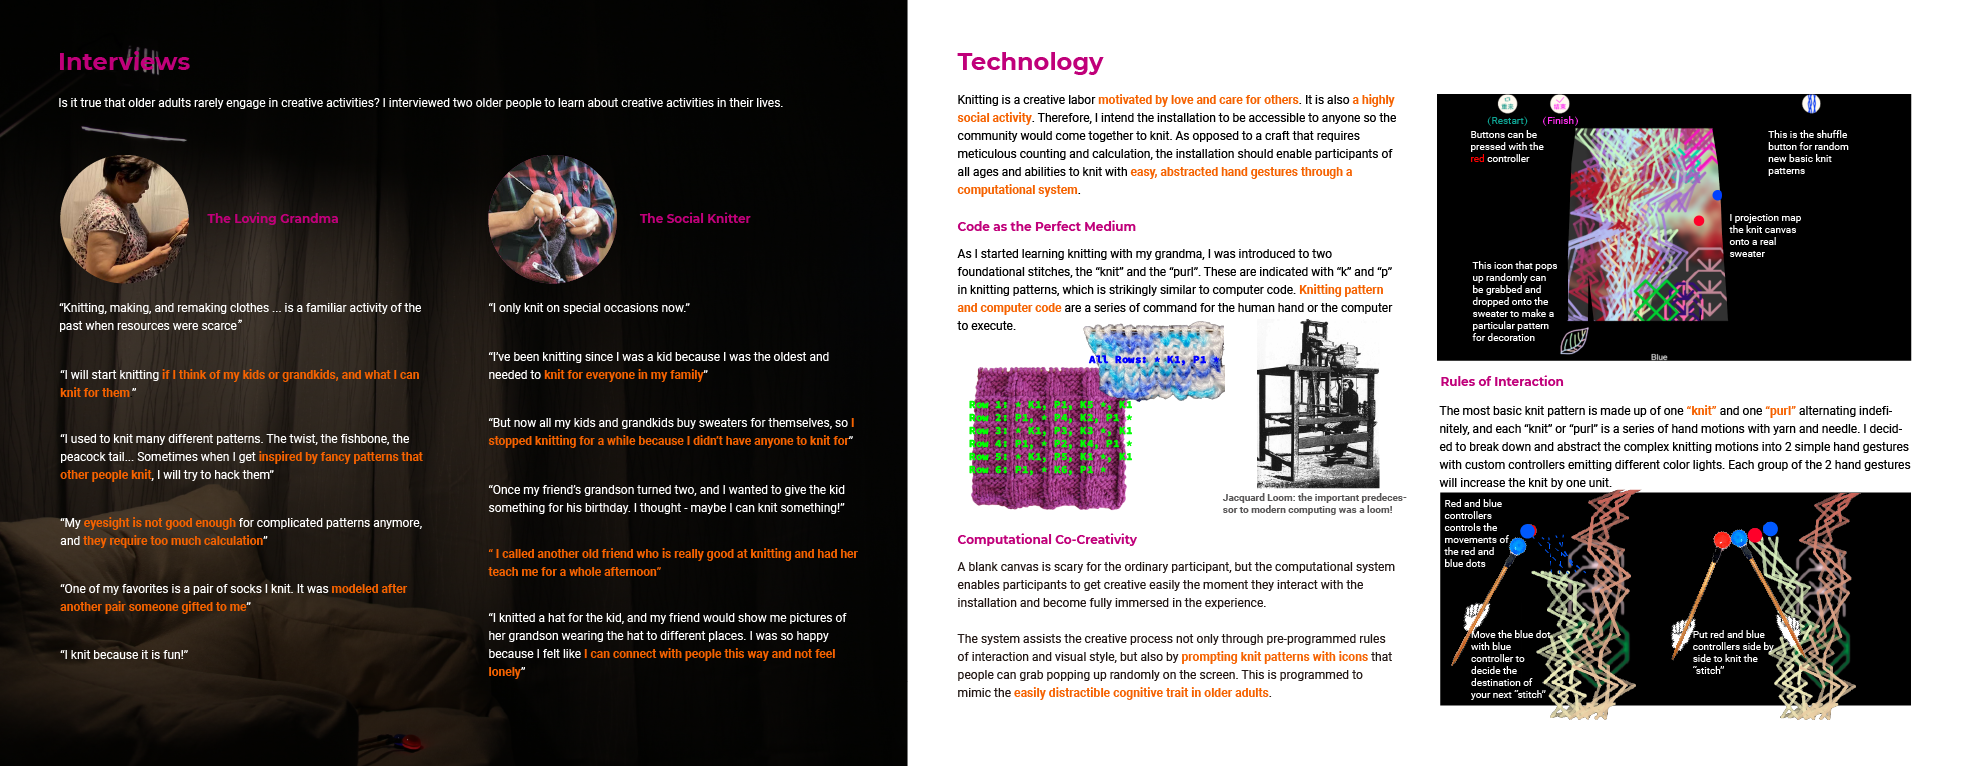 Interviews
Is it true that older adults rarely engage in creative activities? I interviewed two older people to learn about creative activities in their lives.
The Loving Grandma
“Knitting, making, and remaking clothes ... is a familiar activity of the
past when resources were scarce”
“I will start knitting if I think of my kids or grandkids, and what I can
knit for them ”
“I used to knit many different patterns. The twist, the fishbone, the
peacock tail... Sometimes when I get inspired by fancy patterns that
other people knit, I will try to hack them”
“My eyesight is not good enough for complicated patterns anymore,
and they require too much calculation”
“One of my favorites is a pair of socks I knit. It was modeled after
another pair someone gifted to me”
“I knit because it is fun!”
The Social Knitter
“I only knit on special occasions now.”
“I’ve been knitting since I was a kid because I was the oldest and
needed to knit for everyone in my family”
“But now all my kids and grandkids buy sweaters for themselves, so I
stopped knitting for a while because I didn’t have anyone to knit for”
“Once my friend’s grandson turned two, and I wanted to give the kid
something for his birthday. I thought - maybe I can knit something!”
“ I called another old friend who is really good at knitting and had her
teach me for a whole afternoon”
“I knitted a hat for the kid, and my friend would show me pictures of
her grandson wearing the hat to different places. I was so happy
because I felt like I can connect with people this way and not feel
lonely”
Technology
Knitting is a creative labor motivated by love and care for others. It is also a highly
social activity. Therefore, I intend the installation to be accessible to anyone so the
community would come together to knit. As opposed to a craft that requires
meticulous counting and calculation, the installation should enable participants of
all ages and abilities to knit with easy, abstracted hand gestures through a
computational system.
Code as the Perfect Medium
As I started learning knitting with my grandma, I was introduced to two
foundational stitches, the “knit” and the “purl”. These are indicated with “k” and “p”
in knitting patterns, which is strikingly similar to computer code. Knitting pattern
and computer code are a series of command for the human hand or the computer
to execute.
All Rows: * K1, P1 *
Row 1: * K1, P1, K5 *, K1
Row 2: P1, * P4, K2, P1 *
Row 3: * K1, P3, K3 *, K1
Row 4: P1, * P2, K4, P1 *
Row 5: * K1, P5, K1 *, K1
Row 6: P1, * K6, P1 *
Jacquard Loom: the important predeces-
sor to modern computing was a loom!
Computational Co-Creativity
A blank canvas is scary for the ordinary participant, but the computational system
enables participants to get creative easily the moment they interact with the
installation and become fully immersed in the experience.
The system assists the creative process not only through pre-programmed rules
of interaction and visual style, but also by prompting knit patterns with icons that
people can grab popping up randomly on the screen. This is programmed to
mimic the easily distractible cognitive trait in older adults.
(Restart)
(Finish)
Buttons can be
pressed with the
red controller
This is the shuffle
button for random
new basic knit
patterns
I projection map
the knit canvas
onto a real
sweater
This icon that pops
up randomly can
be grabbed and
dropped onto the
sweater to make a
particular pattern
for decoration
Blue
Rules of Interaction
The most basic knit pattern is made up of one “knit” and one “purl” alternating indefi-
nitely, and each “knit” or “purl” is a series of hand motions with yarn and needle. I decid-
ed to break down and abstract the complex knitting motions into 2 simple hand gestures
with custom controllers emitting different color lights. Each group of the 2 hand gestures
will increase the knit by one unit.
Red and blue
controllers
controls the
movements of
the red and
blue dots
Move the blue dot
with blue
controller to
decide the
destination of
your next “stitch”
Put red and blue
controllers side by
side to knit the
“stitch”